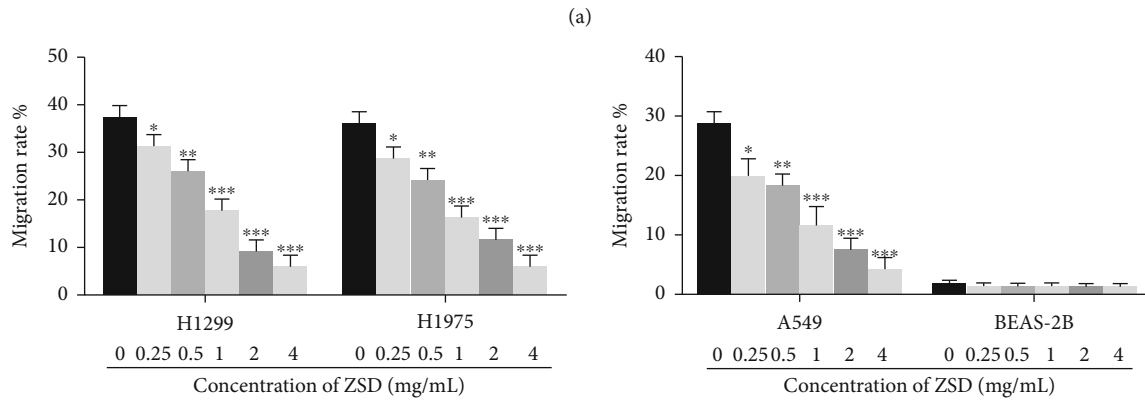 (a)
Migration rate %
50
40
30
20
10
0
* ** *** *** ***
* ** *** *** ***
H1299 H1975
0 0.25 0.5 1 2 4 0 0.25 0.5 1 2 4
Concentration of ZSD (mg/mL)
Migration rate %
40
30
20
10
0
* ** *** *** ***
A549 BEAS-2B
0 0.25 0.5 1 2 4 0 0.25 0.5 1 2 4
Concentration of ZSD (mg/mL)